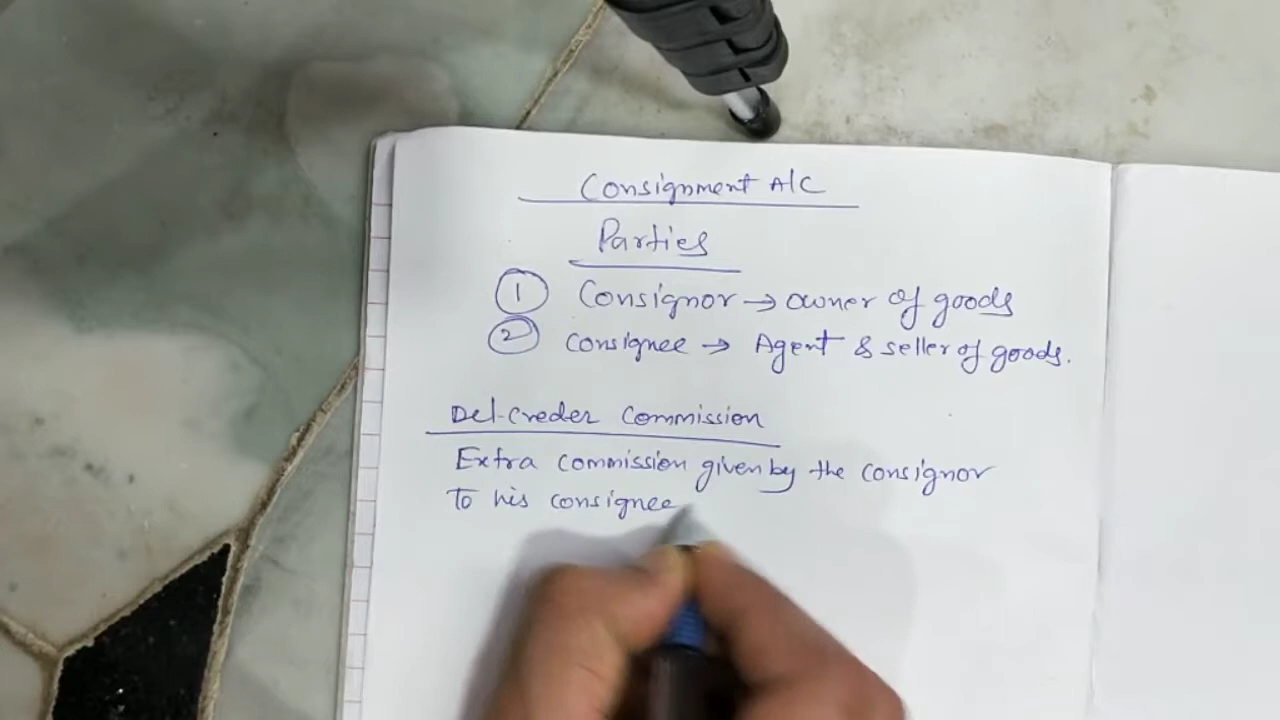 Consignment A/C
Parties
1 Consignor → owner of goods
2 consignee → Agent & seller of goods.
Del-creder commission
Extra commission given by the consignor
To his consignee